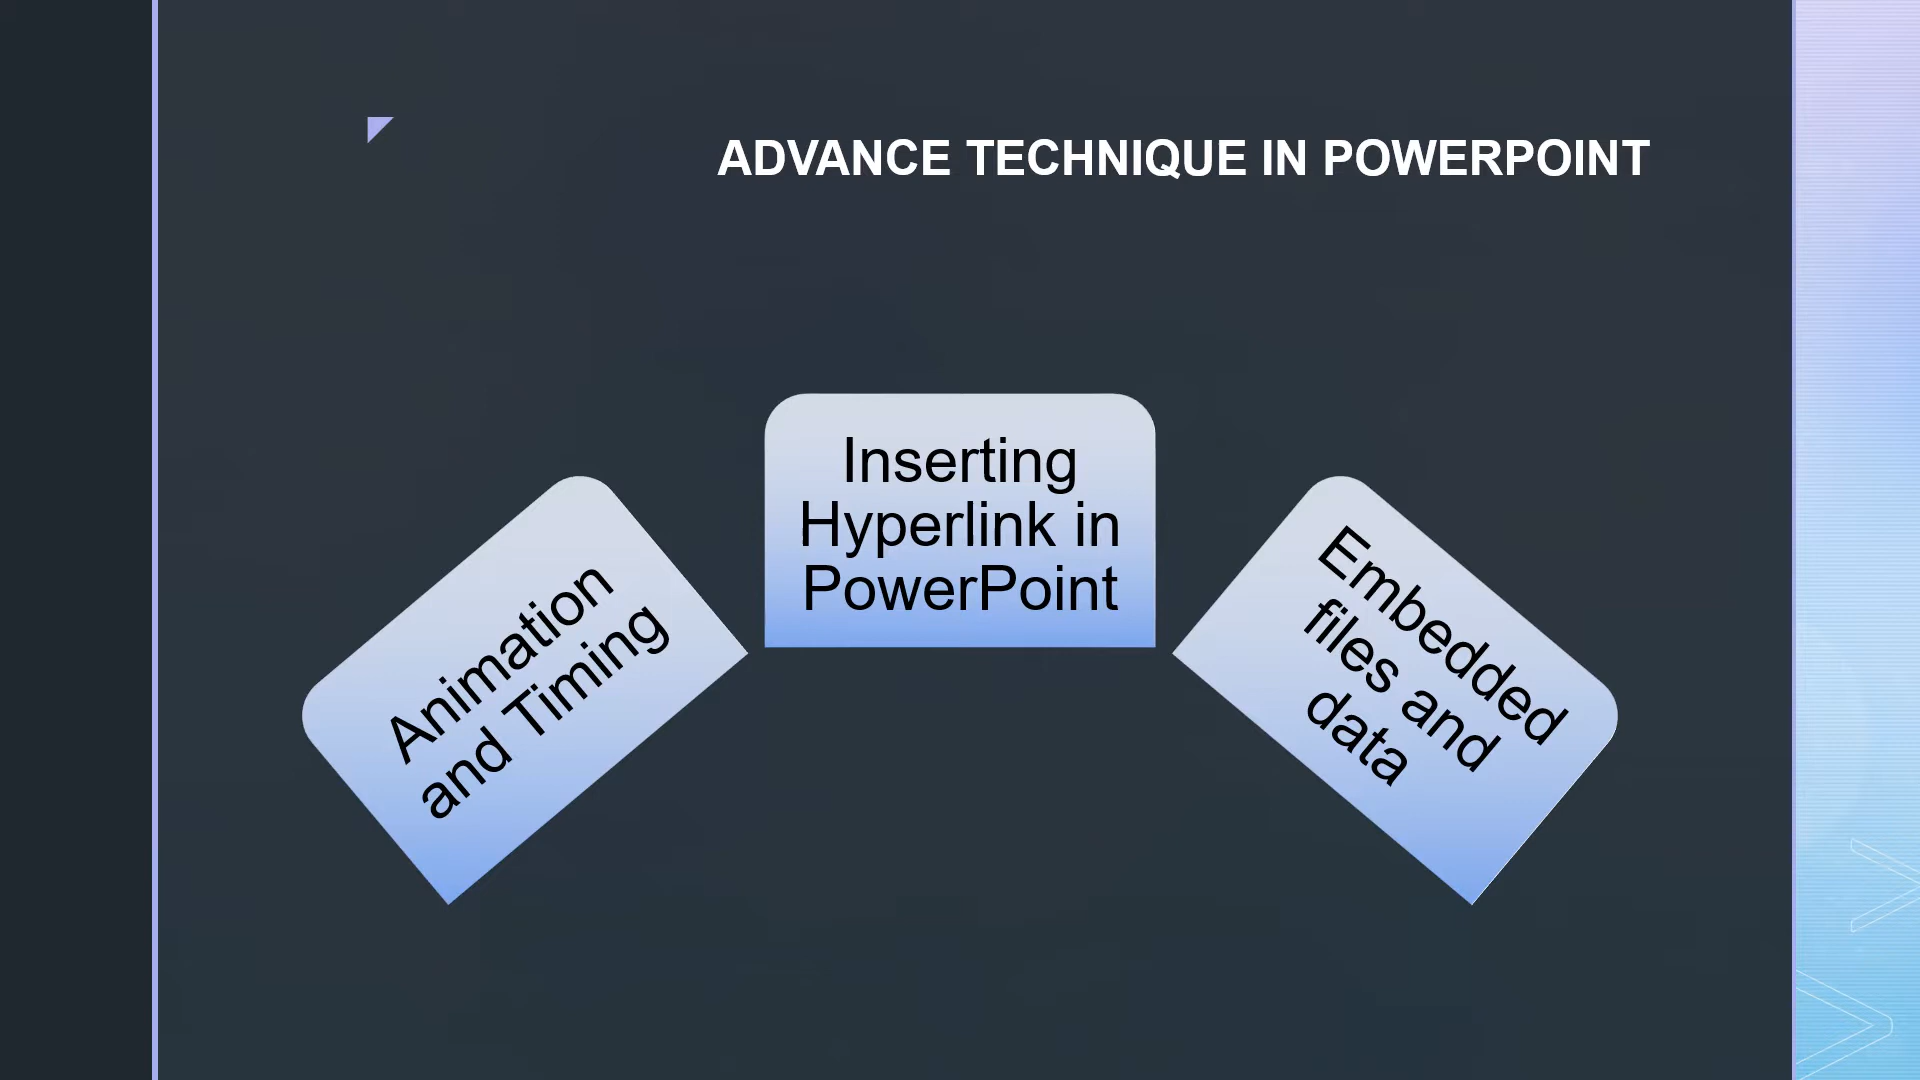 ADVANCE TECHNIQUE IN POWERPOINT
Animation
and Timing
Inserting
Hyperlink in
PowerPoint
Embedded
files and
data